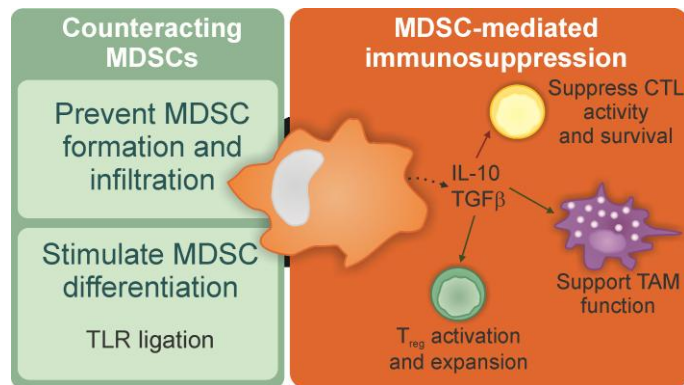 Counteracting
MDSCs
Prevent MDSC
formation and
infiltration
Stimulate MDSC
differentiation
TLR ligation
MDSC-mediated
immunosuppression
Suppress CTL
activity
and survival
IL-10
TGFβ
Support TAM
function
Treg activation
and expansion